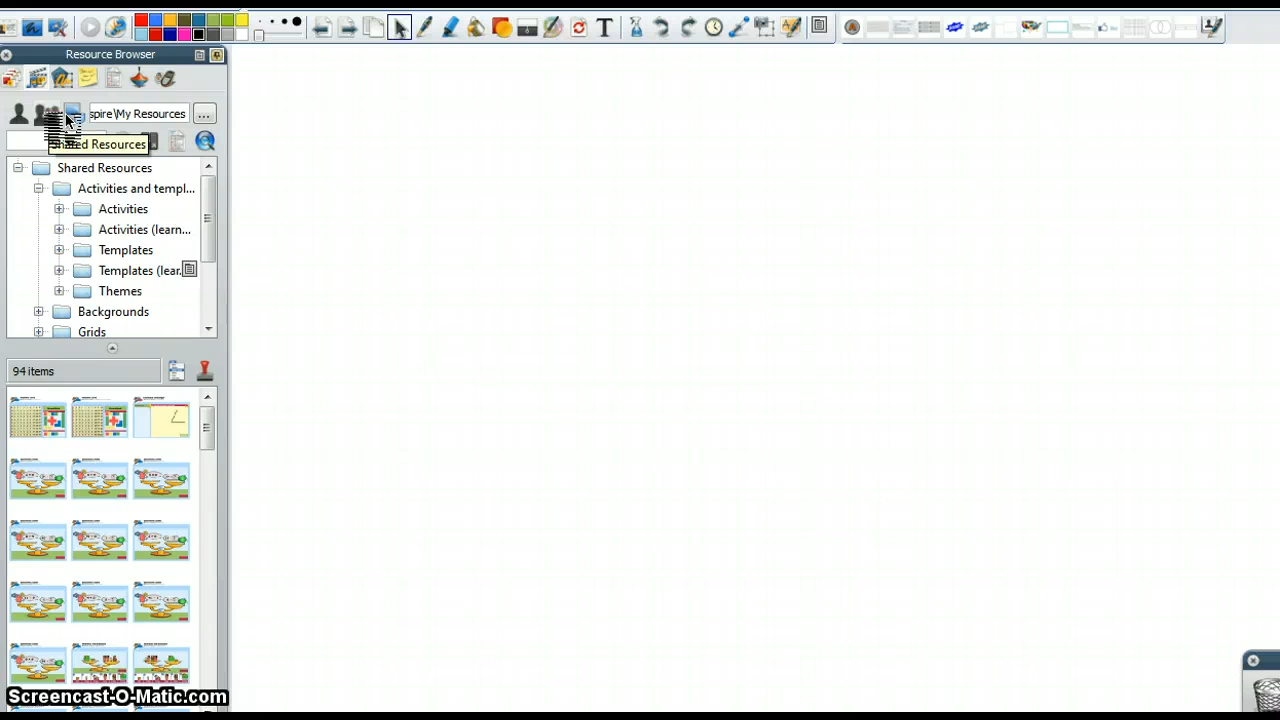 Resource Browser
spire\My Resources
...
Shared Resources
Shared Resources
Activities and templ...
Activities
Activities (learn...
Templates
Templates (lear.
Themes
Backgrounds
Grids
94 items
Screencast-O-Matic.com